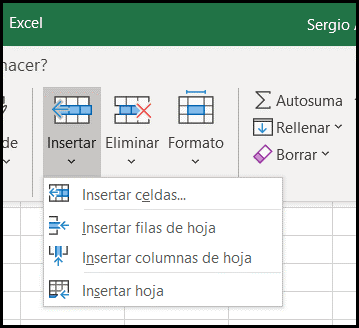 Excel Sergio
nacer?
de Insertar Eliminar Formato
Autosuma
Rellenar
Borrar
Insertar celdas...
Insertar filas de hoja
Insertar columnas de hoja
Insertar hoja